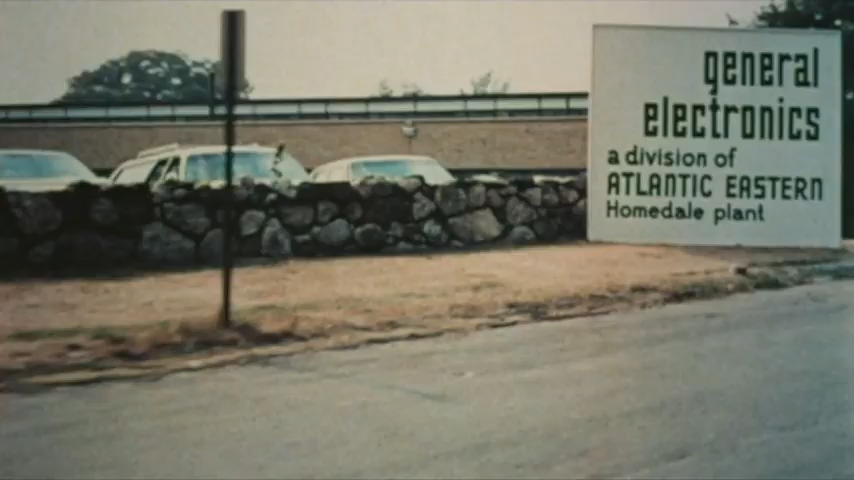 general
electronics
a division of
ATLANTIC EASTERN
Homedale plant